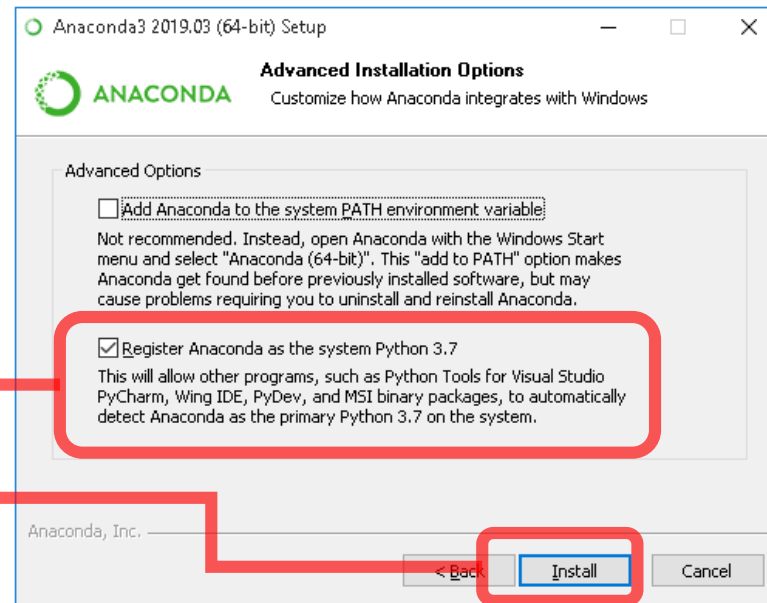 Anaconda3 2019.03 (64-bit) Setup
ANACONDA
Advanced Installation Options
Customize how Anaconda integrates with Windows
Advanced Options
Add Anaconda to the system PATH environment variable
Not recommended. Instead, open Anaconda with the Windows Start
menu and select "Anaconda (64-bit)". This "add to PATH" option makes
Anaconda get found before previously installed software, but may
cause problems requiring you to uninstall and reinstall Anaconda.
Register Anaconda as the system Python 3.7
This will allow other programs, such as Python Tools for Visual Studio
PyCharm, Wing IDE, PyDev, and MSI binary packages, to automatically
detect Anaconda as the primary Python 3.7 on the system.
Anaconda, Inc.
< Back
Install
Cancel